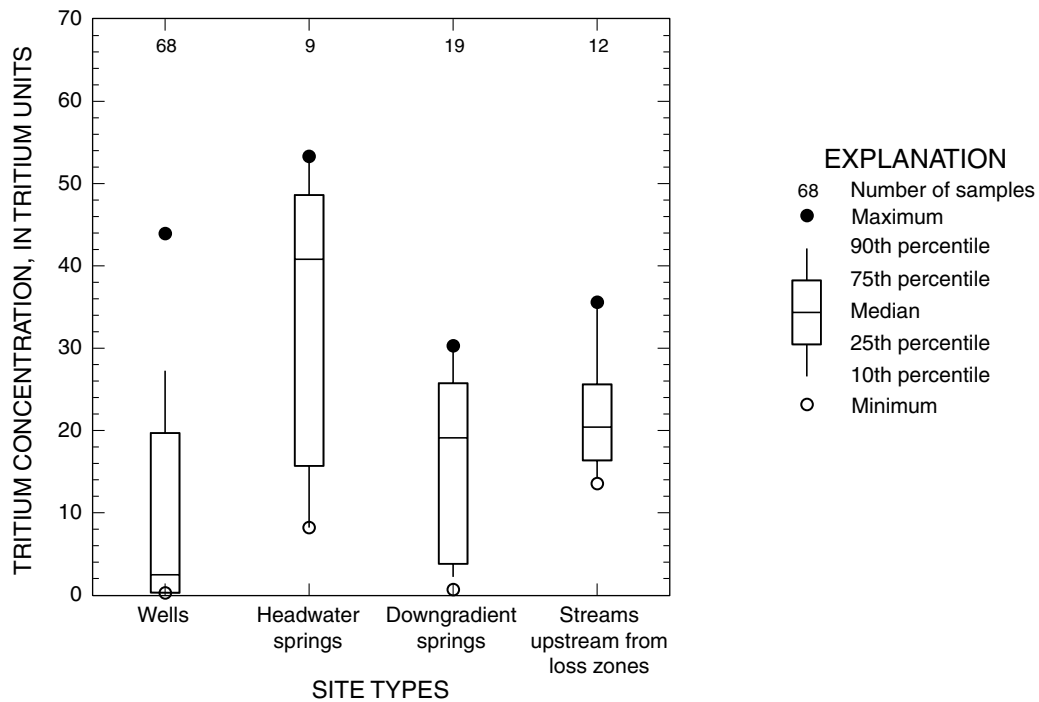 TRITIUM CONCENTRATION, IN TRITIUM UNITS
70
60
50
40
30
20
10
0
68
9
19
12
Wells
Headwater
springs
Downgradient
springs
Streams
upstream from
loss zones
SITE TYPES
EXPLANATION
68 Number of samples
Maximum
90th percentile
75th percentile
Median
25th percentile
10th percentile
Minimum